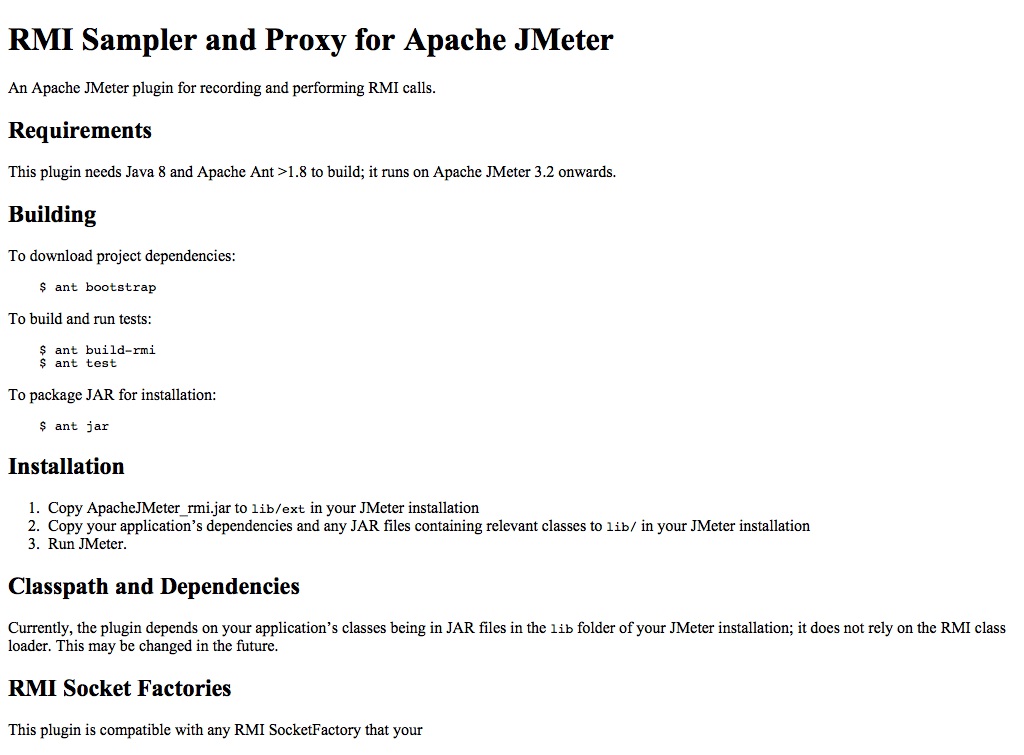 RMI Sampler and Proxy for Apache JMeter
An Apache JMeter plugin for recording and performing RMI calls.
Requirements
This plugin needs Java 8 and Apache Ant >1.8 to build; it runs on Apache JMeter 3.2 onwards.
Building
To download project dependencies:
$ ant bootstrap
To build and run tests:
$ ant build-rmi
$ ant test
To package JAR for installation:
$ ant jar
Installation
1. Copy ApacheJMeter_rmi.jar to lib/ext in your JMeter installation
2. Copy your application’s dependencies and any JAR files containing relevant classes to lib/ in your JMeter installation
3. Run JMeter.
Classpath and Dependencies
Currently, the plugin depends on your application’s classes being in JAR files in the lib folder of your JMeter installation; it does not rely on the RMI class
loader. This may be changed in the future.
RMI Socket Factories
This plugin is compatible with any RMI SocketFactory that your